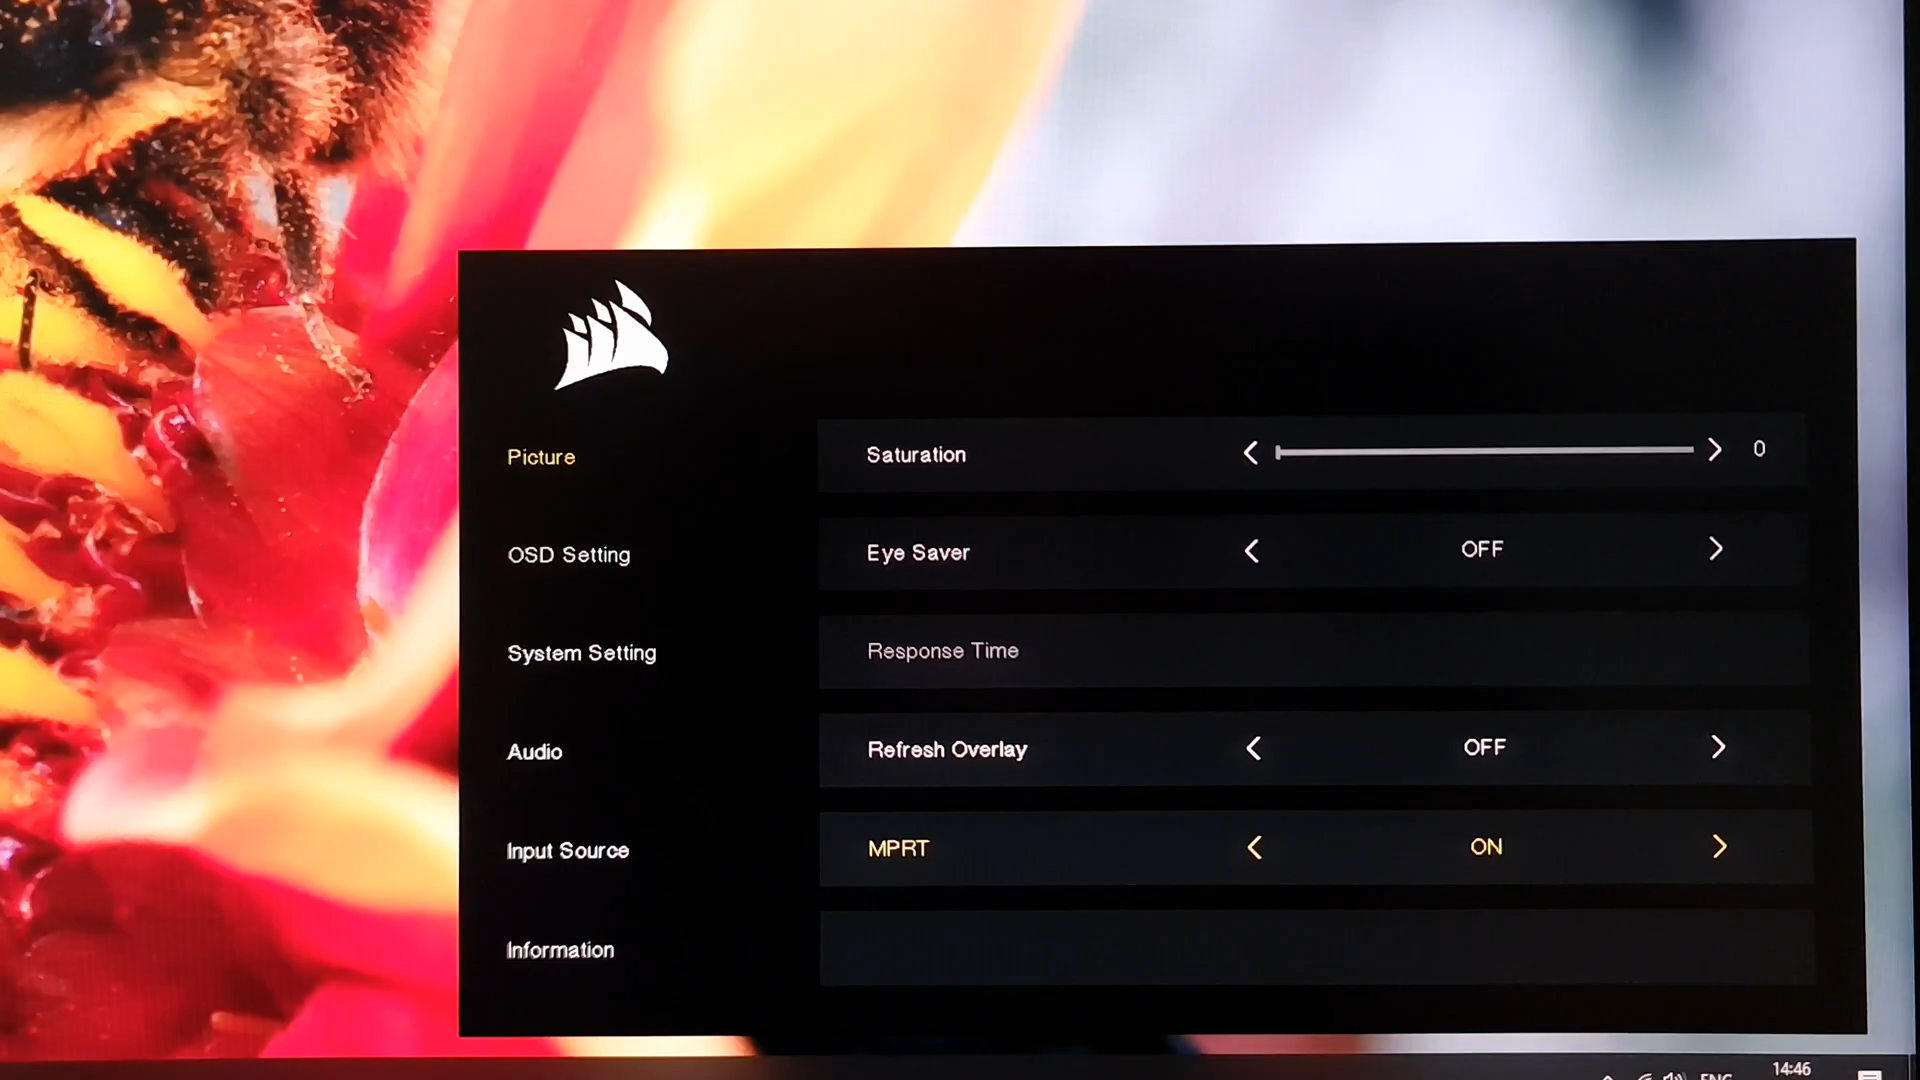 Picture
Saturation 0
OSD Setting
Eye Saver OFF
System Setting
Response Time
Audio
Refresh Overlay OFF
Input Source
MPRT ON
Information
ENG
14:46